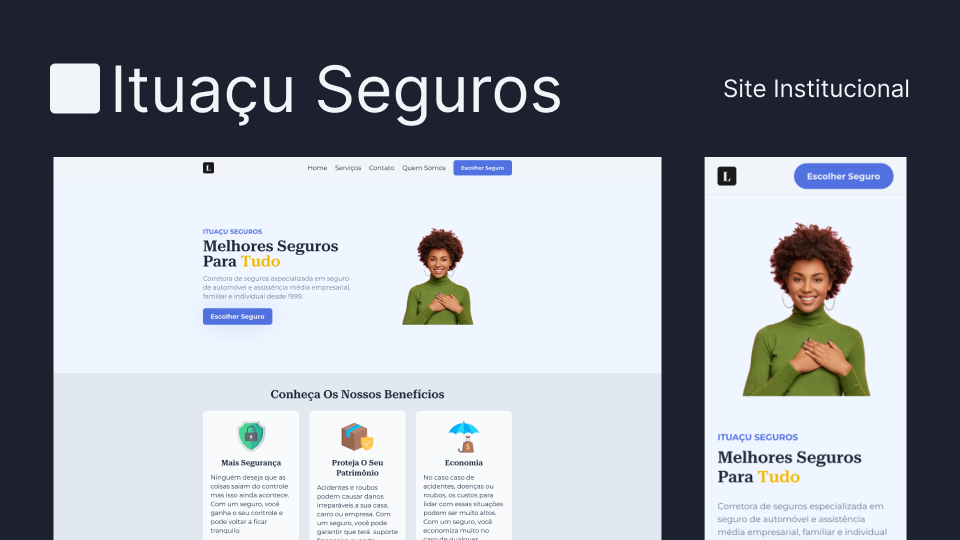 Ituaçu Seguros
Site Institucional
L
Home Serviços Contato Quem Somos Escolher Seguro
ITUAÇU SEGUROS
Melhores Seguros
Para Tudo
Corretora de seguros especializada em seguro
de automóvel e assistência média empresarial,
familiar e individual desde 1999.
Escolher Seguro
Conheça Os Nossos Benefícios
Mais Segurança
Ninguém deseja que as
coisas saiam do controle
mas isso ainda acontece.
Com um seguro, você
ganha o seu controle e
pode voltar a ficar
tranquilo.
Proteja O Seu
Patrimônio
Acidentes e roubos
podem causar danos
irreparáveis a sua casa,
carro ou empresa. Com
um seguro, você pode
garantir que terá suporte
Economia
No caso caso de
acidentes, doenças ou
roubos, os custos para
lidar com essas situações
podem ser muito altos.
Com um seguro, você
economiza muito no
caso de qualquer
L
Escolher Seguro
ITUAÇU SEGUROS
Melhores Seguros
Para Tudo
Corretora de seguros especializada em
seguro de automóvel e assistência
média empresarial, familiar e individual